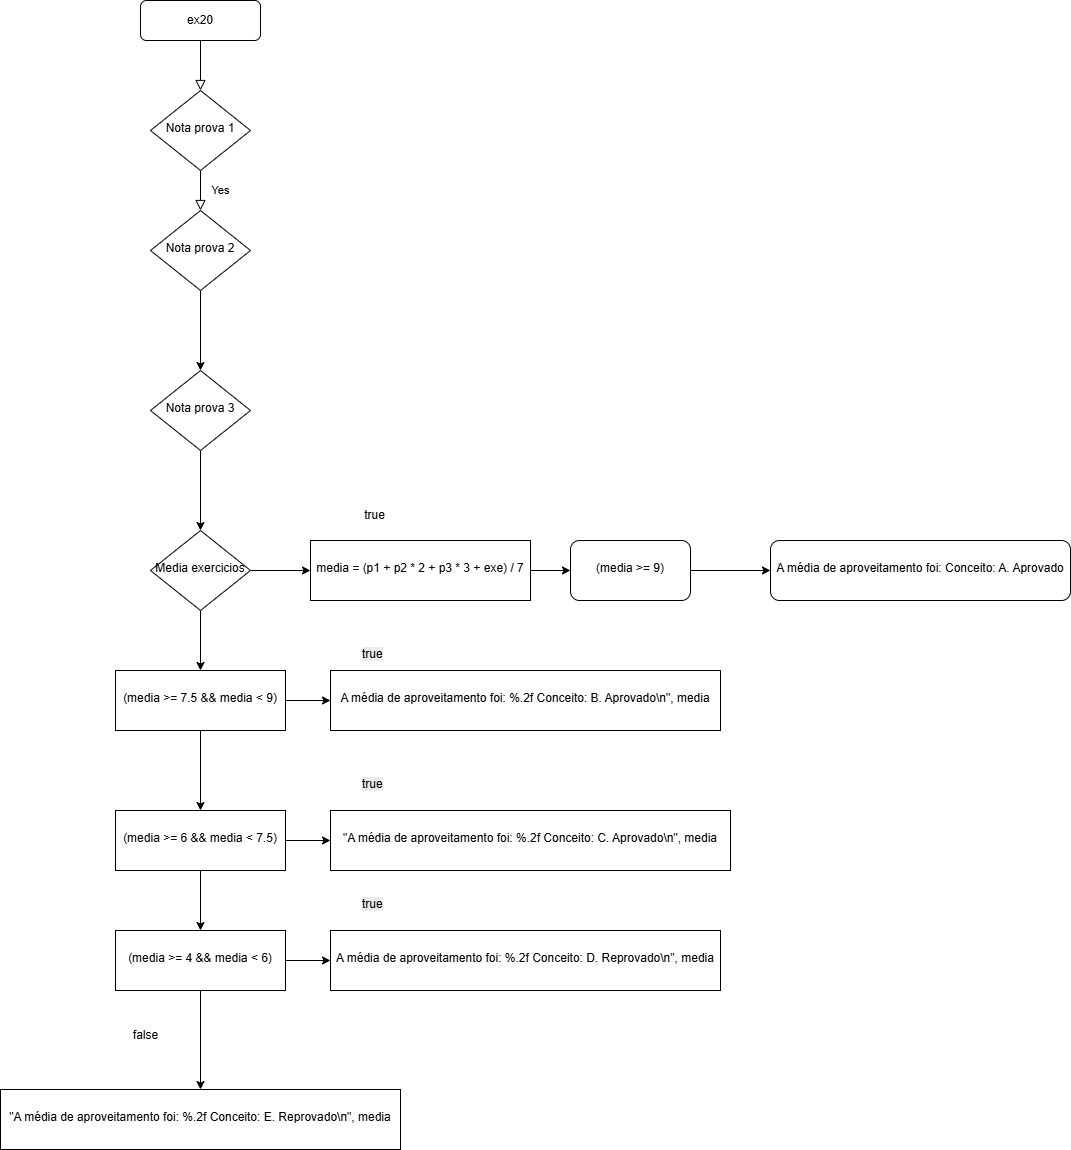 ex20
Nota prova 1
Yes
Nota prova 2
Nota prova 3
true
Media exercicios
media = (p1 + p2 * 2 + p3 * 3 + exe) / 7
(media >= 9)
A média de aproveitamento foi: Conceito: A. Aprovado
true
(media >= 7.5 && media < 9)
A média de aproveitamento foi: %.2f Conceito: B. Aprovado\n", media
true
(media >= 6 && media < 7.5)
"A média de aproveitamento foi: %.2f Conceito: C. Aprovado\n", media
true
(media >= 4 && media < 6)
A média de aproveitamento foi: %.2f Conceito: D. Reprovado\n", media
false
"A média de aproveitamento foi: %.2f Conceito: E. Reprovado\n", media